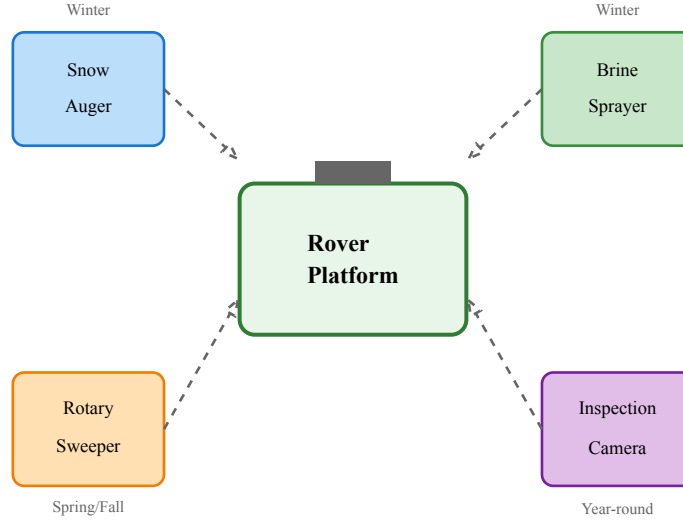 Winter
Snow
Auger
Winter
Brine
Sprayer
Rover
Platform
Rotary
Sweeper
Spring/Fall
Inspection
Camera
Year-round